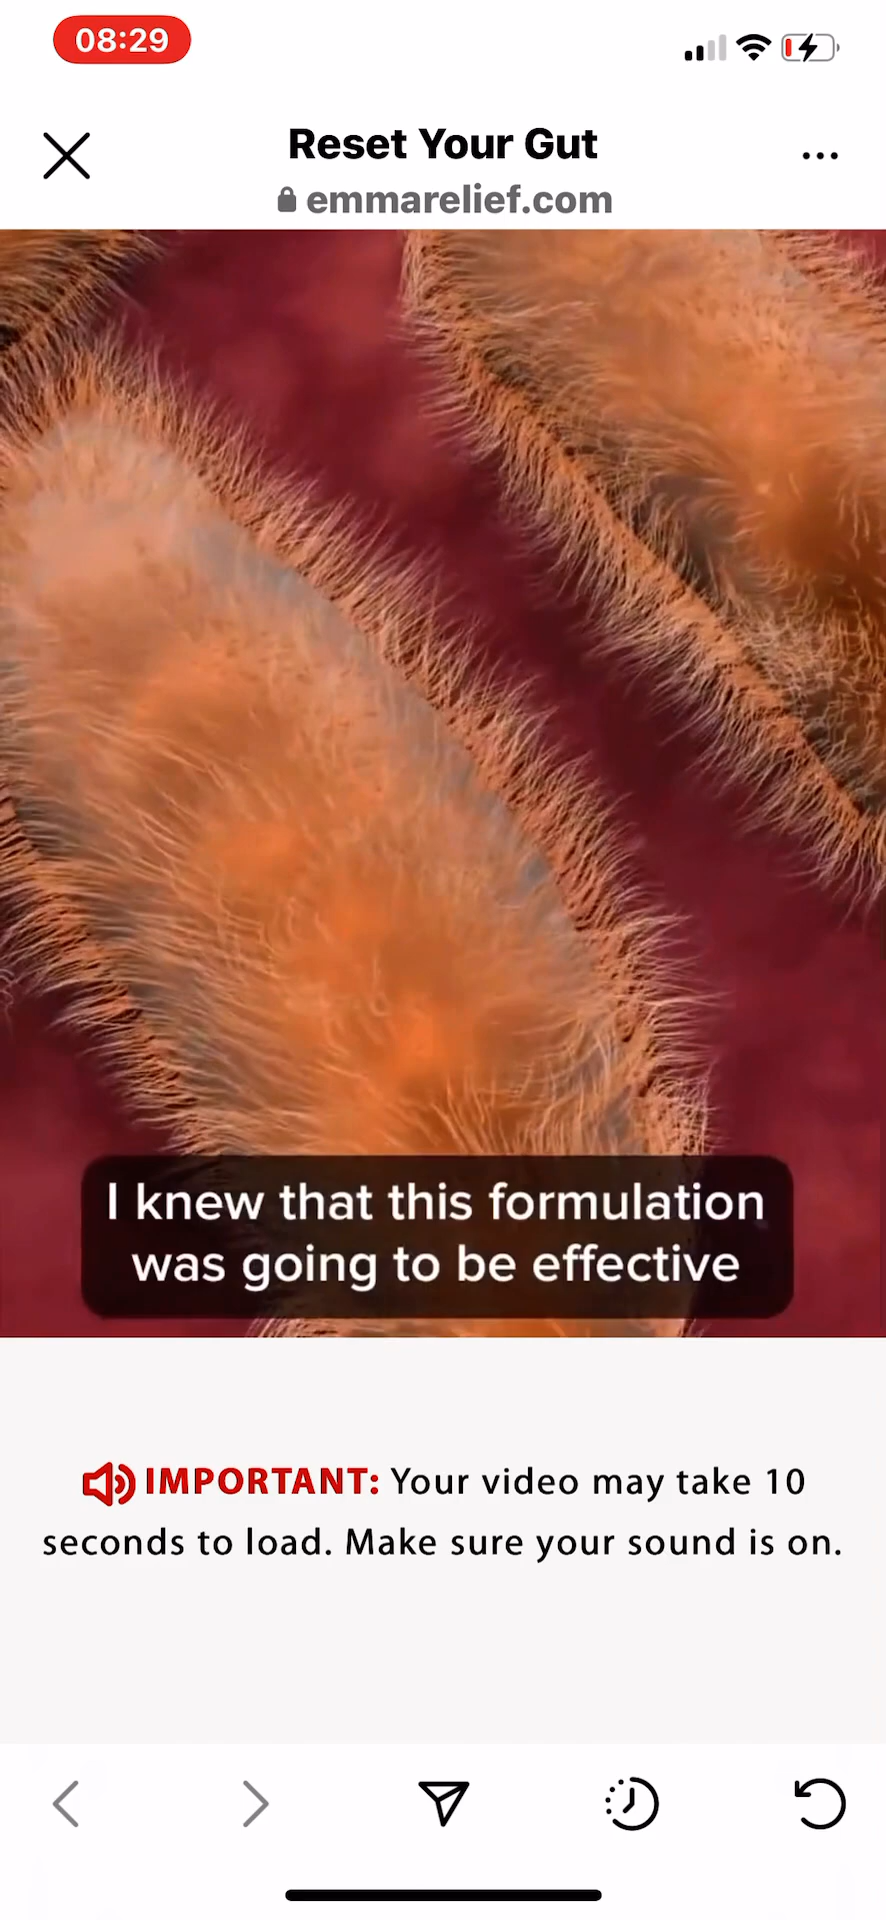 08:29
Reset Your Gut
emmarelief.com
I knew that this formulation
was going to be effective
IMPORTANT: Your video may take 10
seconds to load. Make sure your sound is on.